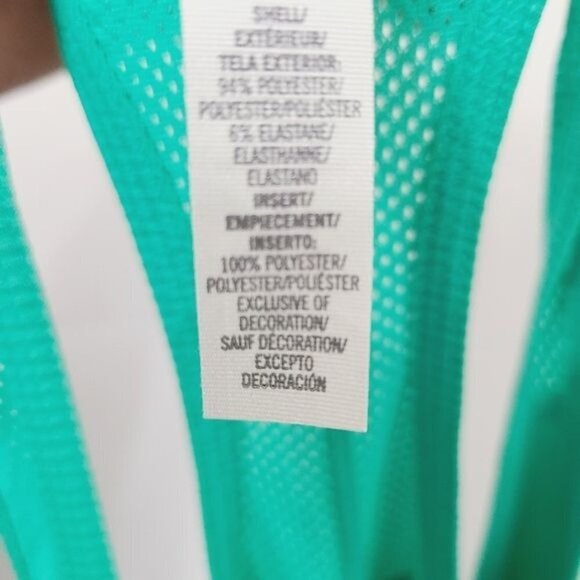 SHELL/
EXTÉRIEUR/
TELA EXTERIOR:
94% POLYESTER/
POLYESTER/POLIÉSTER
6% ELASTANE/
ELASTHANNE/
ELASTANO
INSERT/
EMPIECEMENT/
INSERTO:
100% POLYESTER/
POLYESTER/POLIÉSTER
EXCLUSIVE OF
DECORATION/
SAUF DÉCORATION/
EXCEPTO
DECORACIÓN